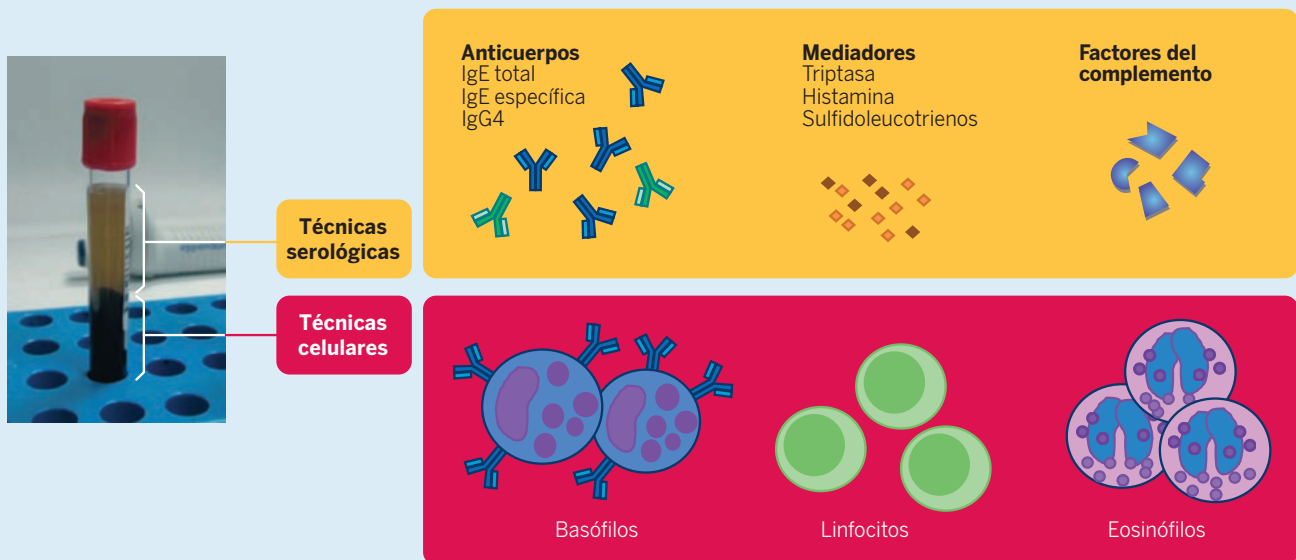 Anticuerpos
IgE total
IgE específica
IgG4
Mediadores
Triptasa
Histamina
Sulfidoleucotrienos
Factores del
complemento
Técnicas
serológicas
Técnicas
celulares
Basófilos
Linfocitos
Eosinófilos